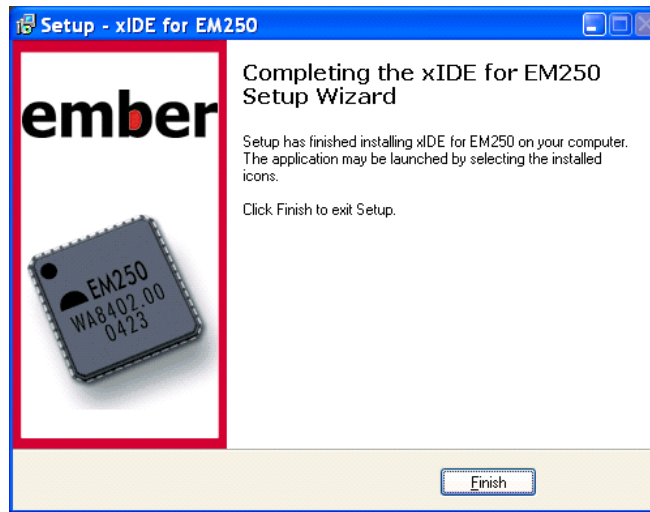 Setup - xIDE for EM250
ember
Completing the xIDE for EM250
Setup Wizard
Setup has finished installing xIDE for EM250 on your computer.
The application may be launched by selecting the installed
icons.
Click Finish to exit Setup.
EM250
WA8402.00
0423
Finish